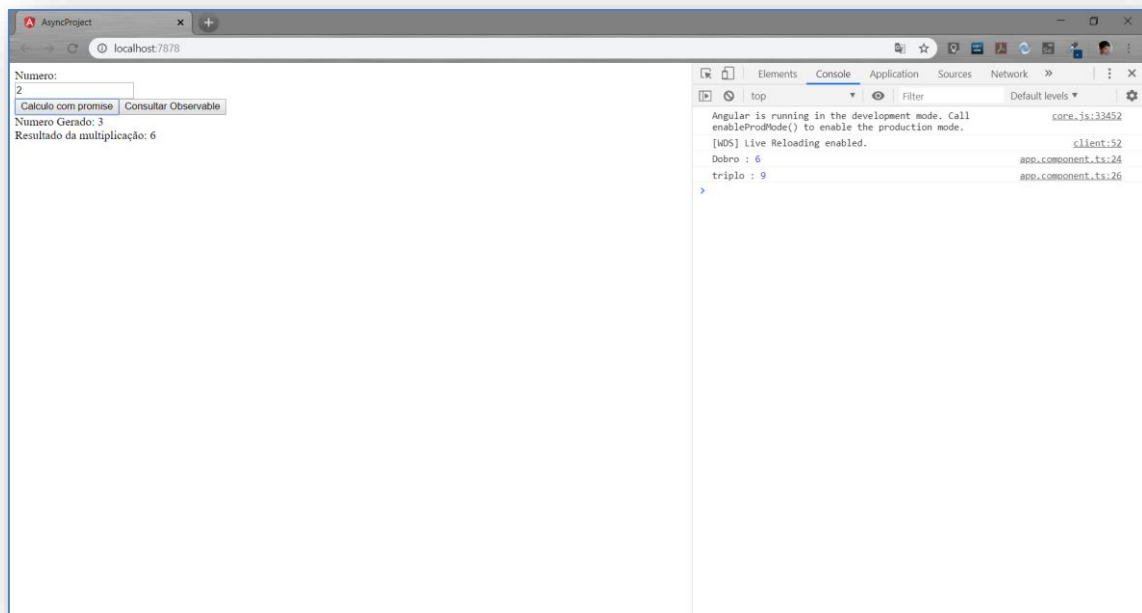 AsyncProject
localhost:7878
Numero:
2
Calculo com promise Consultar Observable
Numero Gerado: 3
Resultado da multiplicação: 6
Elements Console Application Sources Network »
top Filter Default levels ▼
Angular is running in the development mode. Call core.js:33452
enableProdMode() to enable the production mode.
[WDS] Live Reloading enabled. client:52
Dobro : 6 app.component.ts:24
triplo : 9 app.component.ts:26
>